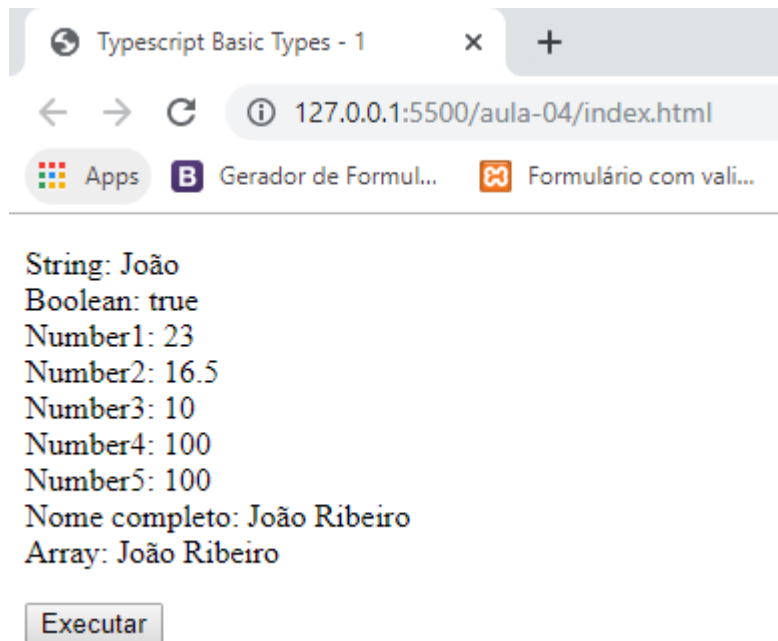 Typescript Basic Types - 1
127.0.0.1:5500/aula-04/index.html
Apps Gerador de Formul... Formulário com vali...
String: João
Boolean: true
Number1: 23
Number2: 16.5
Number3: 10
Number4: 100
Number5: 100
Nome completo: João Ribeiro
Array: João Ribeiro
Executar